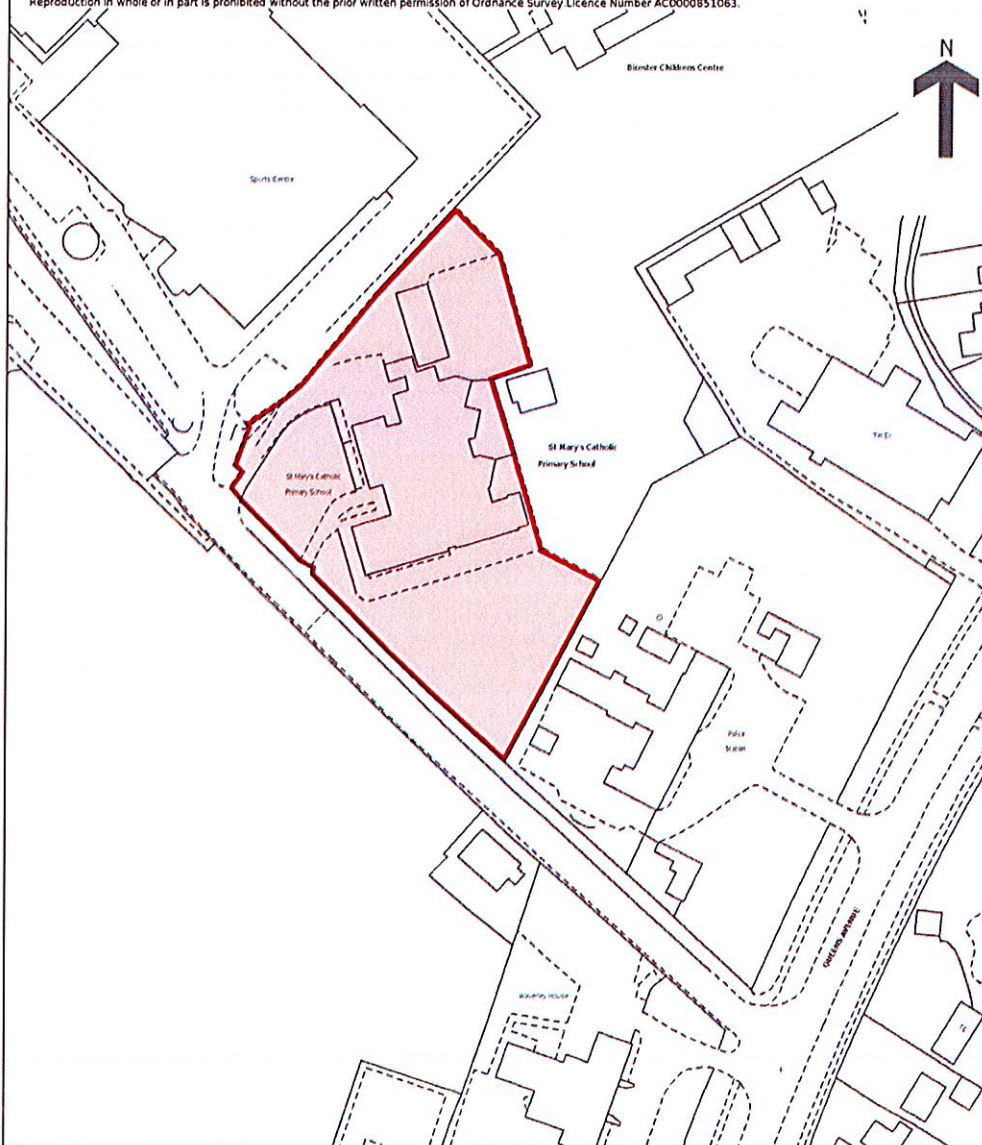 Reproduction in whole or in part is prohibited without the prior written permission of Ordnance Survey Licence Number AC0000851063.
Bicester Childrens Centre
N
Sports Centre
St Mary's Catholic
Primary School
St Mary's Catholic
Primary School
Police
Station
QUEENS AVENUE
Waverley House